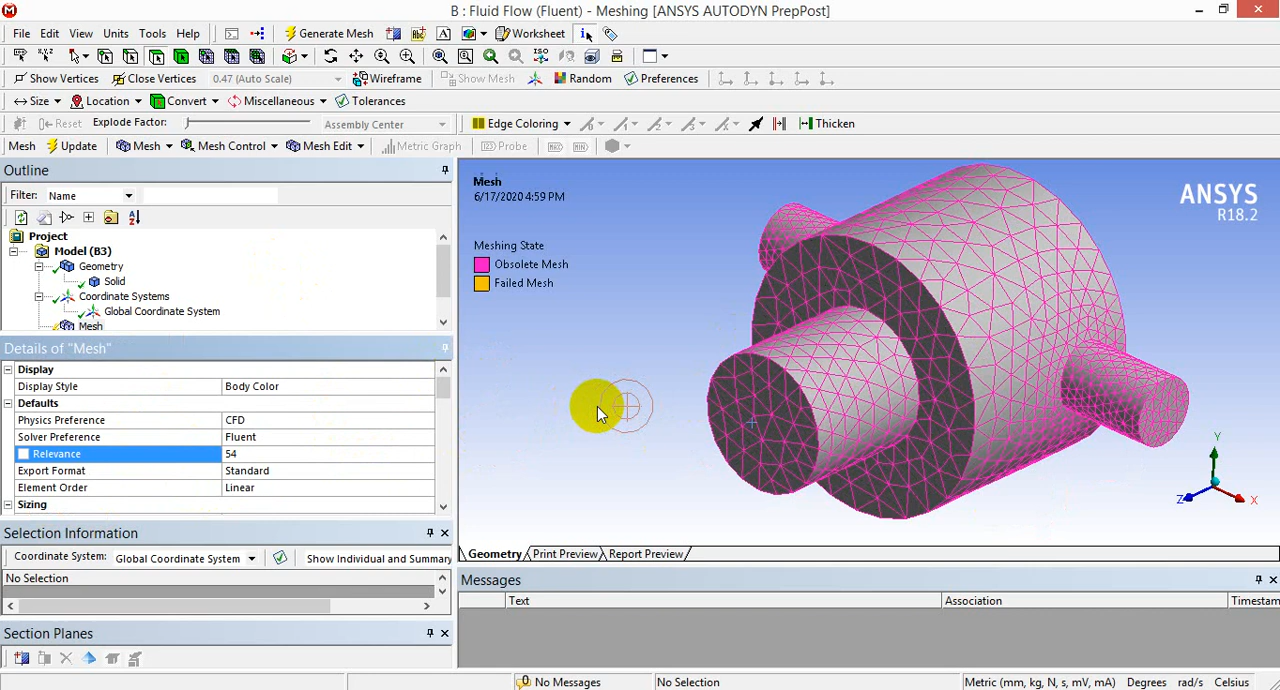 B : Fluid Flow (Fluent) - Meshing [ANSYS AUTODYN PrepPost]
File Edit View Units Tools Help Generate Mesh Worksheet
Show Vertices Close Vertices 0.47 (Auto Scale) Wireframe Show Mesh Random Preferences
Size Location Convert Miscellaneous Tolerances
Reset Explode Factor: Assembly Center Edge Coloring Thicken
Mesh Update Mesh Mesh Control Mesh Edit Metric Graph Probe MAX MIN
Outline
Filter: Name
Project
Model (B3)
Geometry
Solid
Coordinate Systems
Global Coordinate System
Mesh
Details of "Mesh"
Display
Display Style Body Color
Defaults
Physics Preference CFD
Solver Preference Fluent
Relevance 54
Export Format Standard
Element Order Linear
Sizing
Selection Information
Coordinate System: Global Coordinate System Show Individual and Summary
No Selection
Section Planes
Mesh
6/17/2020 4:59 PM
Meshing State
Obsolete Mesh
Failed Mesh
ANSYS
R18.2
Y
Z
X
Geometry Print Preview Report Preview
Messages
Text Association Timestam
No Messages No Selection Metric (mm, kg, N, s, mV, mA) Degrees rad/s Celsius